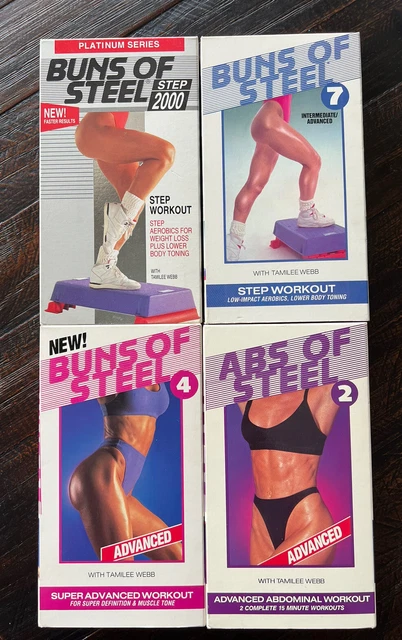 PLATINUM SERIES
BUNS OF
STEEL
STEP
2000
NEW!
FASTER RESULTS
STEP
WORKOUT
STEP
AEROBICS FOR
WEIGHT LOSS
PLUS LOWER
BODY TONING
WITH
TAMILEE WEBB
BUNS OF
STEEL
7
INTERMEDIATE/
ADVANCED
WITH TAMILEE WEBB
STEP WORKOUT
LOW-IMPACT AEROBICS, LOWER BODY TONING
NEW!
BUNS OF
STEEL
4
ADVANCED
WITH TAMILEE WEBB
SUPER ADVANCED WORKOUT
FOR SUPER DEFINITION & MUSCLE TONE
ABS OF
STEEL
2
ADVANCED
WITH TAMILEE WEBB
ADVANCED ABDOMINAL WORKOUT
2 COMPLETE 15 MINUTE WORKOUTS